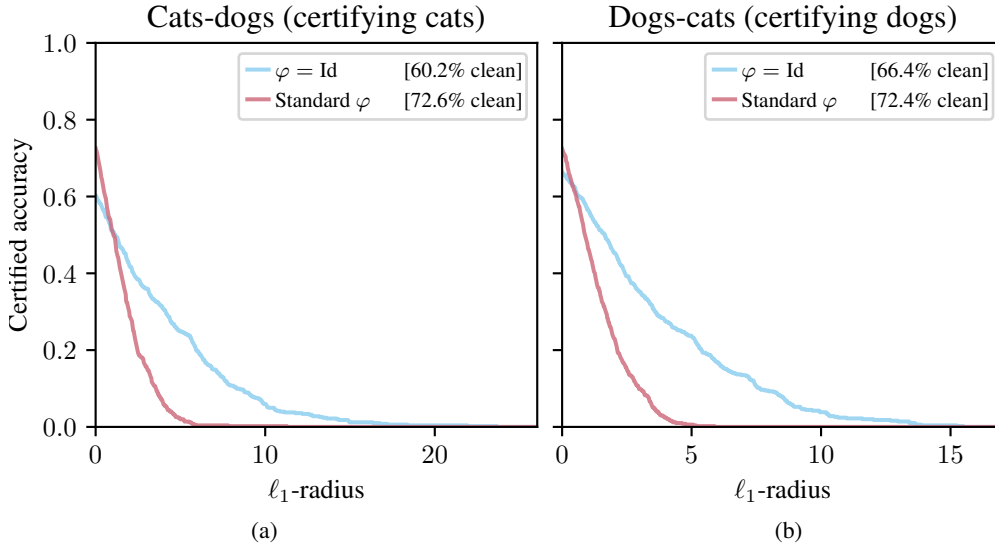 Cats-dogs (certifying cats)
φ = Id [60.2% clean]
Standard φ [72.6% clean]
Certified accuracy
1.0
0.8
0.6
0.4
0.2
0.0
0 10 20
ℓ₁-radius
(a)
Dogs-cats (certifying dogs)
φ = Id [66.4% clean]
Standard φ [72.4% clean]
0 5 10 15
ℓ₁-radius
(b)